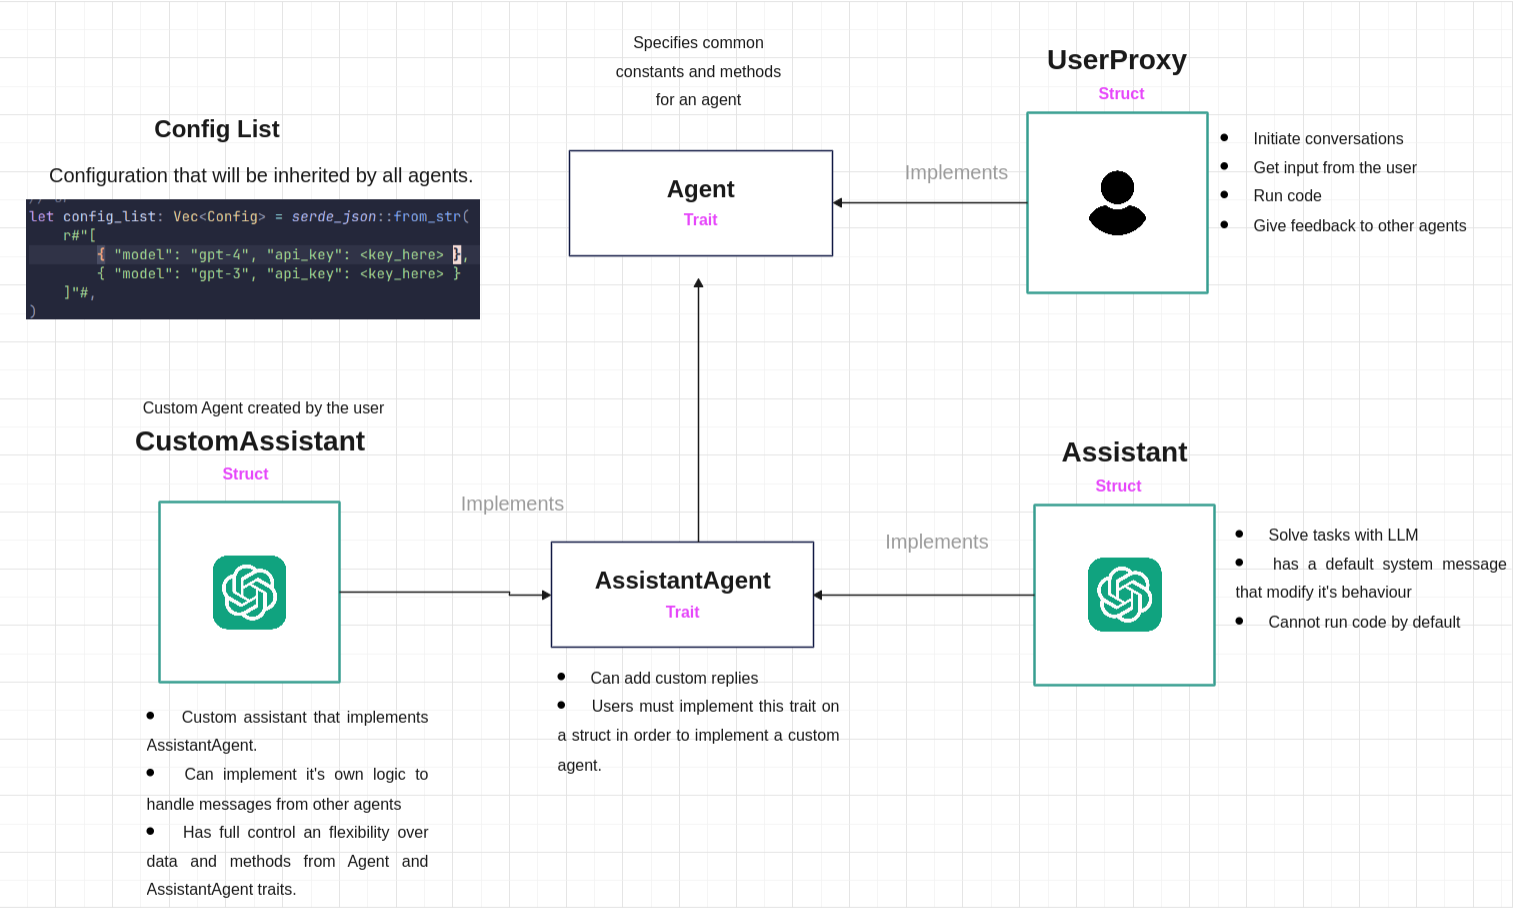 Specifies common
constants and methods
for an agent
UserProxy
Struct
Config List
Configuration that will be inherited by all agents.
let config_list: Vec<Config> = serde_json::from_str(
r#"[
{ "model": "gpt-4", "api_key": <key_here> },
{ "model": "gpt-3", "api_key": <key_here> }
]"#,
)
Agent
Trait
Implements
● Initiate conversations
● Get input from the user
● Run code
● Give feedback to other agents
Custom Agent created by the user
CustomAssistant
Struct
Implements
AssistantAgent
Trait
Implements
Assistant
Struct
● Solve tasks with LLM
● has a default system message
that modify it's behaviour
● Cannot run code by default
● Can add custom replies
● Users must implement this trait on
a struct in order to implement a custom
agent.
● Custom assistant that implements
AssistantAgent.
● Can implement it's own logic to
handle messages from other agents
● Has full control an flexibility over
data and methods from Agent and
AssistantAgent traits.